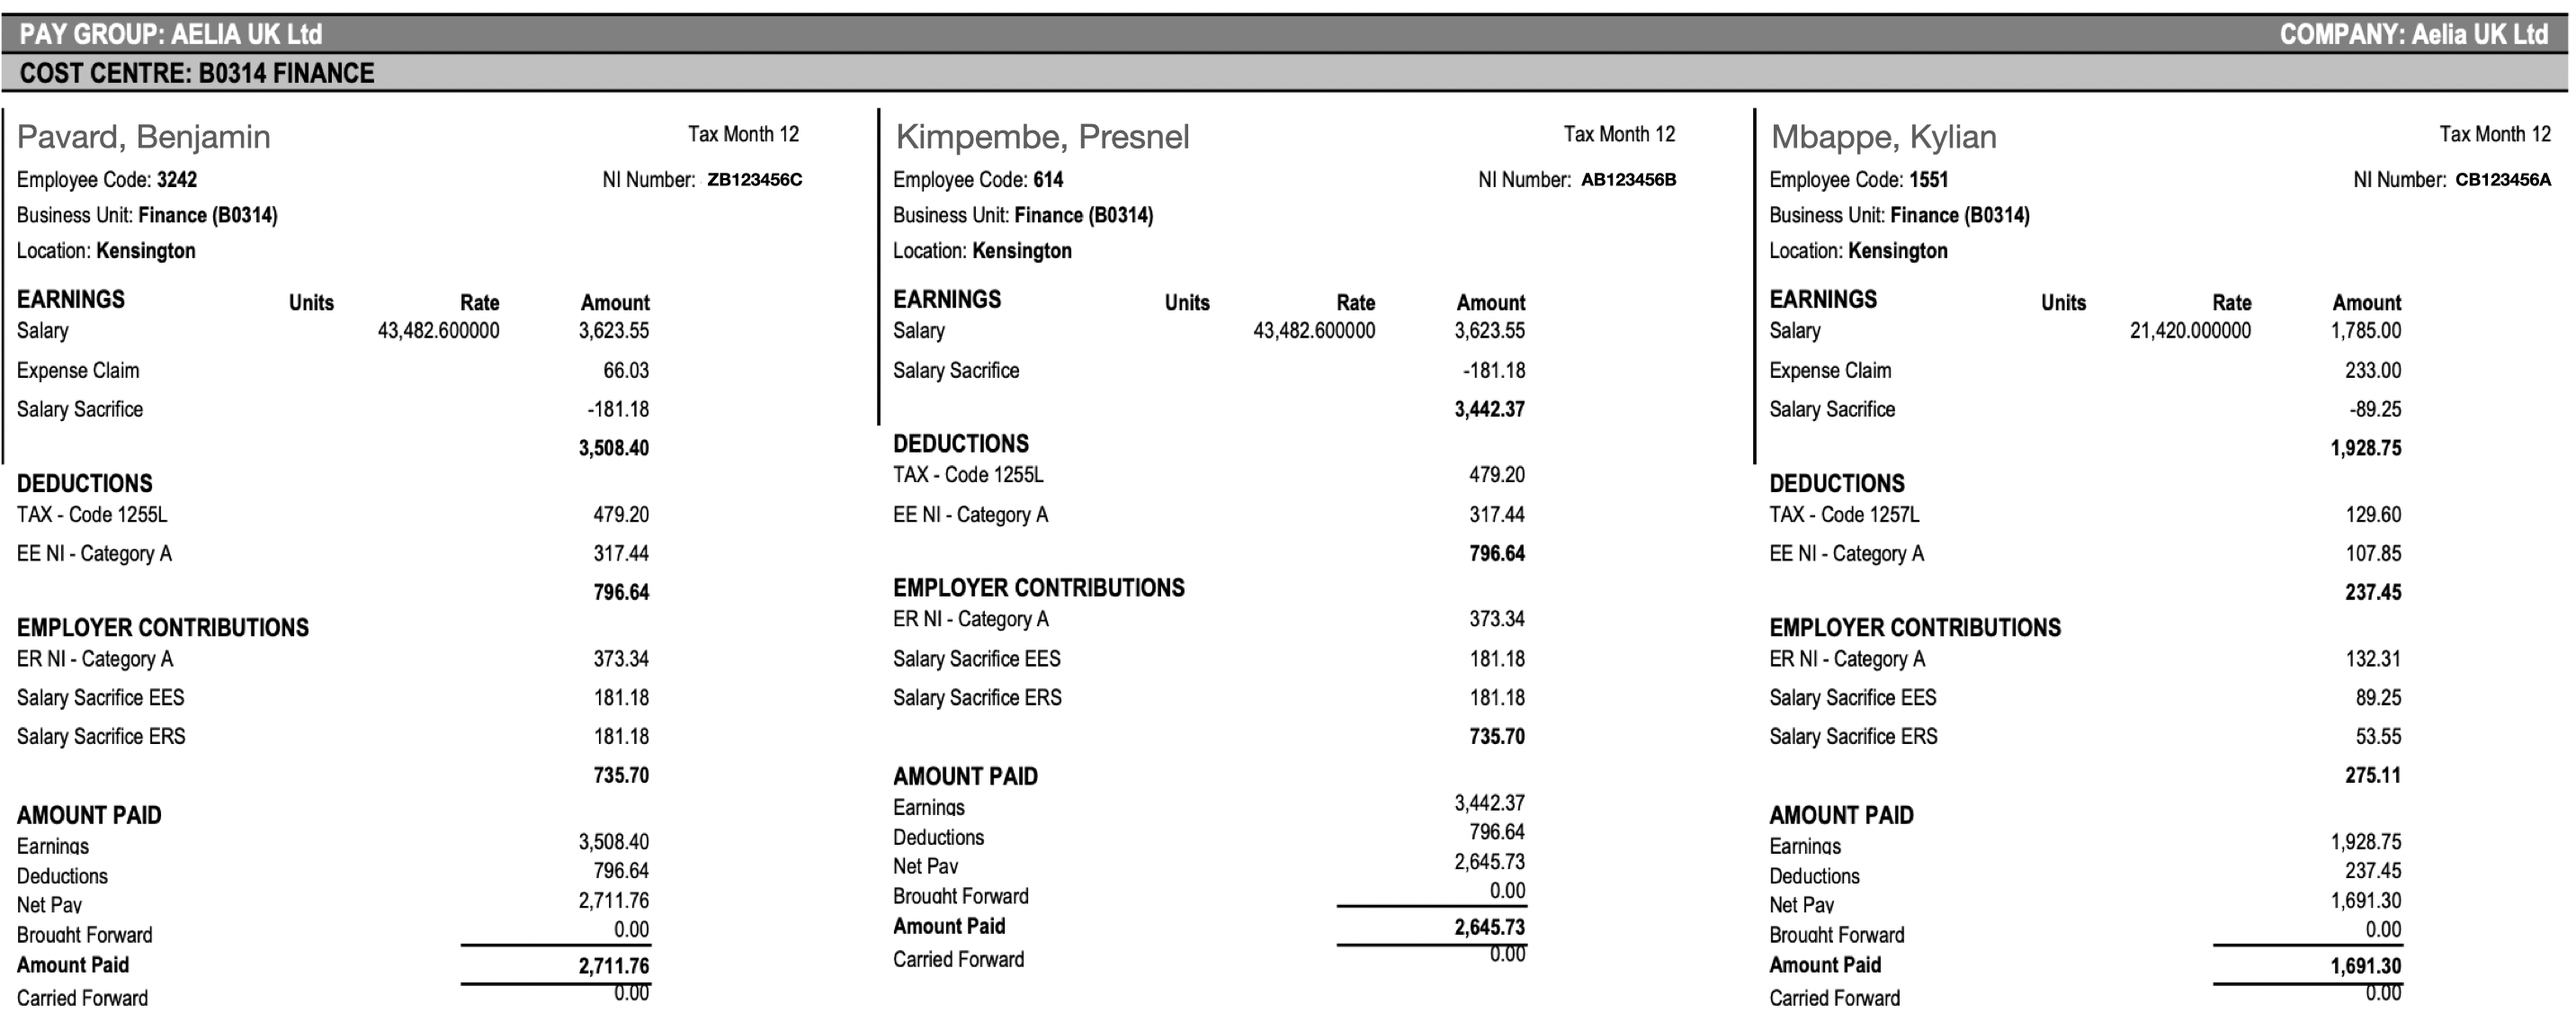 PAY GROUP: AELIA UK Ltd COMPANY: Aelia UK Ltd
COST CENTRE: B0314 FINANCE
Pavard, Benjamin Tax Month 12
Employee Code: 3242 NI Number: ZB123456C
Business Unit: Finance (B0314)
Location: Kensington
EARNINGS Units Rate Amount
Salary 43,482.600000 3,623.55
Expense Claim 66.03
Salary Sacrifice -181.18
3,508.40
DEDUCTIONS
TAX - Code 1255L 479.20
EE NI - Category A 317.44
796.64
EMPLOYER CONTRIBUTIONS
ER NI - Category A 373.34
Salary Sacrifice EES 181.18
Salary Sacrifice ERS 181.18
735.70
AMOUNT PAID
Earnings 3,508.40
Deductions 796.64
Net Pay 2,711.76
Brought Forward 0.00
Amount Paid 2,711.76
Carried Forward 0.00
Kimpembe, Presnel Tax Month 12
Employee Code: 614 NI Number: AB123456B
Business Unit: Finance (B0314)
Location: Kensington
EARNINGS Units Rate Amount
Salary 43,482.600000 3,623.55
Salary Sacrifice -181.18
3,442.37
DEDUCTIONS
TAX - Code 1255L 479.20
EE NI - Category A 317.44
796.64
EMPLOYER CONTRIBUTIONS
ER NI - Category A 373.34
Salary Sacrifice EES 181.18
Salary Sacrifice ERS 181.18
735.70
AMOUNT PAID
Earnings 3,442.37
Deductions 796.64
Net Pay 2,645.73
Brought Forward 0.00
Amount Paid 2,645.73
Carried Forward 0.00
Mbappe, Kylian Tax Month 12
Employee Code: 1551 NI Number: CB123456A
Business Unit: Finance (B0314)
Location: Kensington
EARNINGS Units Rate Amount
Salary 21,420.000000 1,785.00
Expense Claim 233.00
Salary Sacrifice -89.25
1,928.75
DEDUCTIONS
TAX - Code 1257L 129.60
EE NI - Category A 107.85
237.45
EMPLOYER CONTRIBUTIONS
ER NI - Category A 132.31
Salary Sacrifice EES 89.25
Salary Sacrifice ERS 53.55
275.11
AMOUNT PAID
Earnings 1,928.75
Deductions 237.45
Net Pay 1,691.30
Brought Forward 0.00
Amount Paid 1,691.30
Carried Forward 0.00